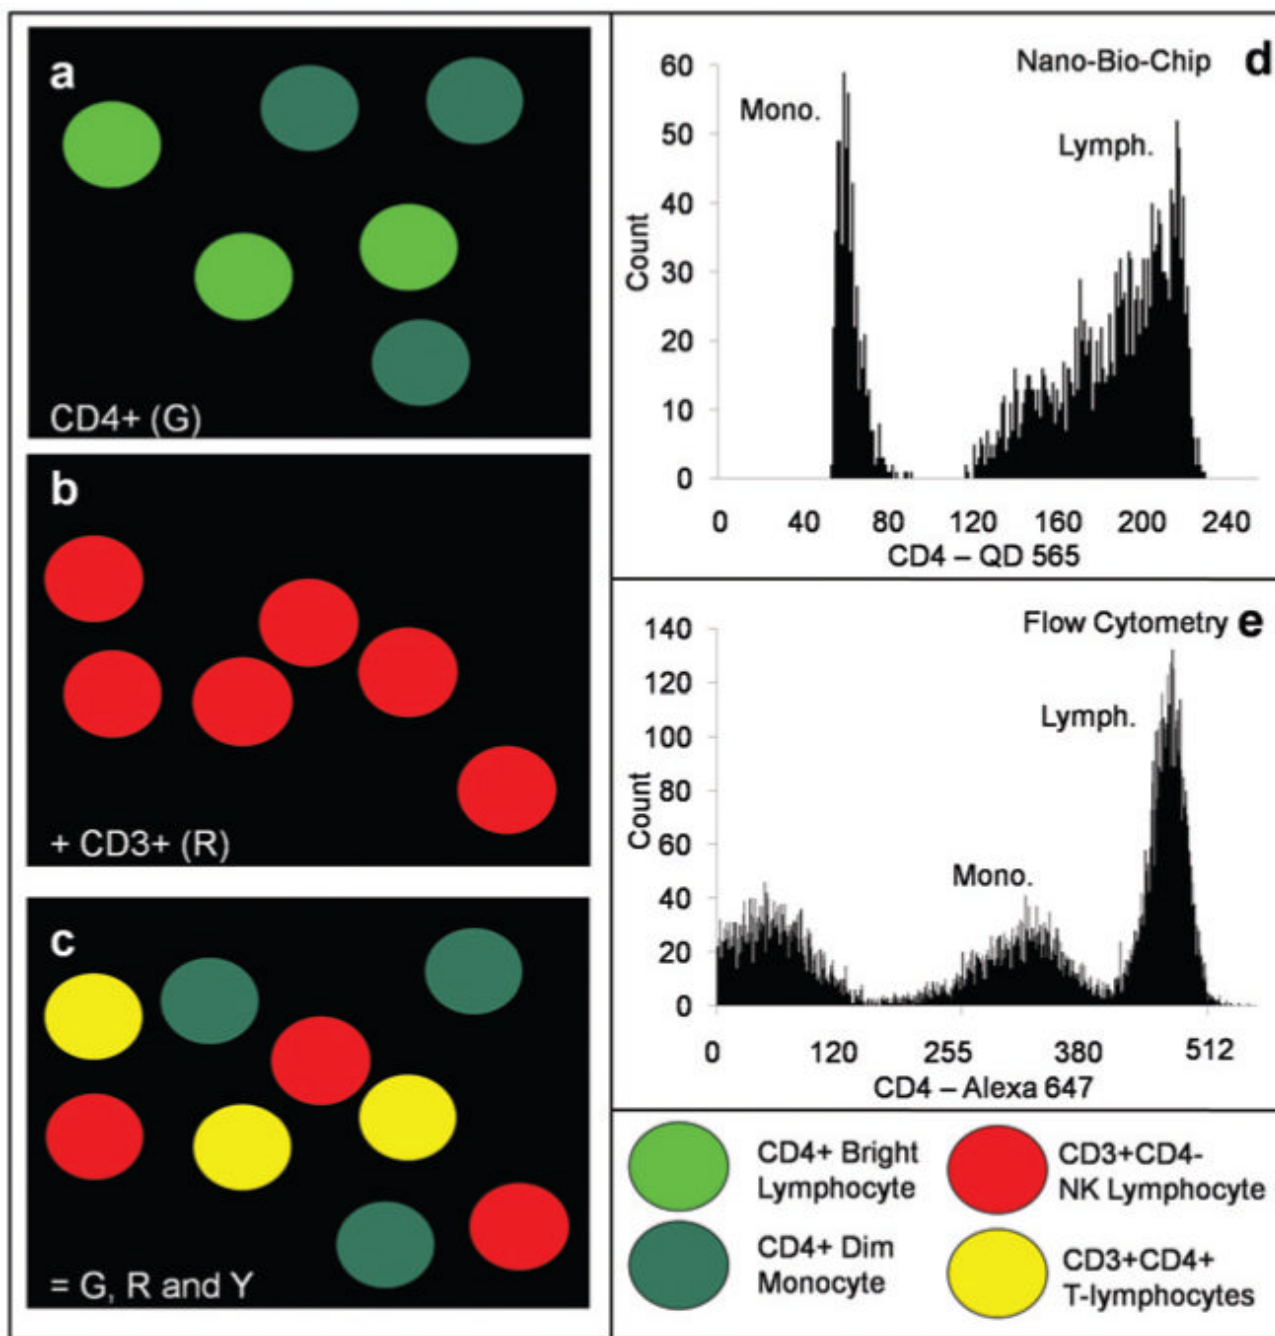 a
CD4+ (G)
b
+ CD3+ (R)
c
= G, R and Y
Nano-Bio-Chip d
Mono.
Lymph.
Count
60
50
40
30
20
10
0
0 40 80 120 160 200 240
CD4 – QD 565
Flow Cytometry e
Lymph.
Mono.
Count
140
120
100
80
60
40
20
0
0 120 255 380 512
CD4 – Alexa 647
CD4+ Bright
Lymphocyte
CD3+CD4-
NK Lymphocyte
CD4+ Dim
Monocyte
CD3+CD4+
T-lymphocytes